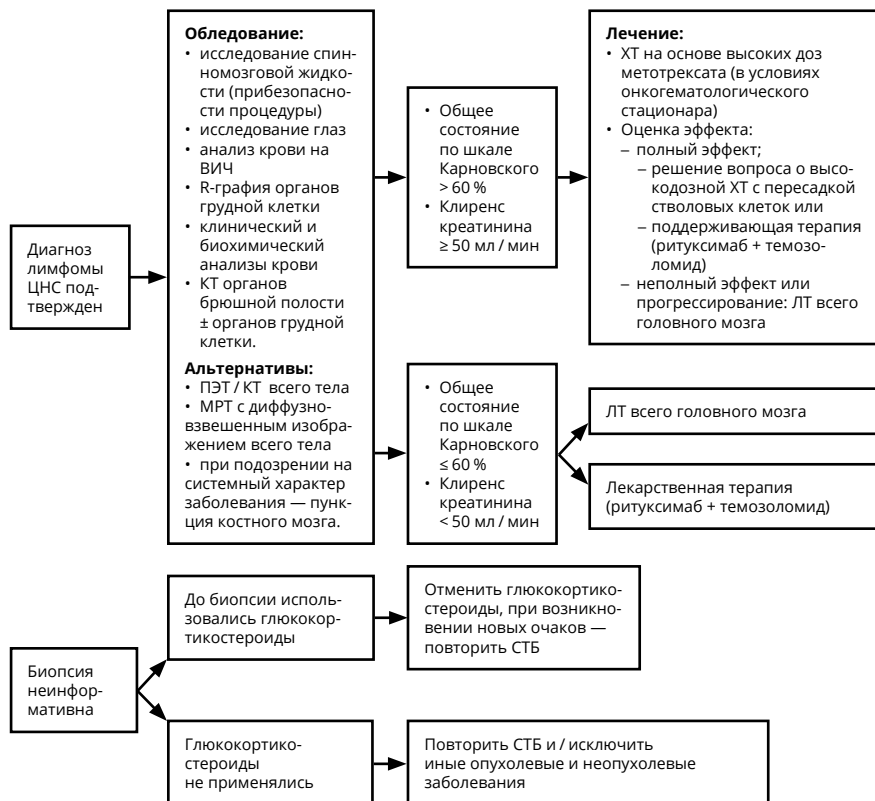 Диагноз
лимфомы
ЦНС под-
твержден
Обледование:
• исследование спин-
номозговой жидко-
сти (прибезопасно-
сти процедуры)
• исследование глаз
• анализ крови на
ВИЧ
• R-графия органов
грудной клетки
• клинический и
биохимический
анализы крови
• КТ органов
брюшной полости
± органов грудной
клетки.
Альтернативы:
• ПЭТ / КТ всего тела
• МРТ с диффузно-
взвешенным изобра-
жением всего тела
• при подозрении на
системный характер
заболевания — пунк-
ция костного мозга.
• Общее
состояние
по шкале
Карновского
> 60 %
• Клиренс
креатинина
≥ 50 мл / мин
Лечение:
• ХТ на основе высоких доз
метотрексата (в условиях
онкогематологического
стационара)
• Оценка эффекта:
– полный эффект;
– решение вопроса о высо-
кодозной ХТ с пересадкой
стволовых клеток или
– поддерживающая терапия
(ритуксимаб + темозо-
ломид)
– неполный эффект или
прогрессирование: ЛТ всего
головного мозга
• Общее
состояние
по шкале
Карновского
≤ 60 %
• Клиренс
креатинина
< 50 мл / мин
ЛТ всего головного мозга
Лекарственная терапия
(ритуксимаб + темозоломид)
Биопсия
неинфор-
мативна
До биопсии исполь-
зовались глюкокор-
тикостероиды
Отменить глюкокортико-
стероиды, при возникно-
вении новых очаков —
повторить СТБ
Глюкокортико-
стероиды
не применялись
Повторить СТБ и / исключить
иные опухолевые и неопухолевые
заболевания